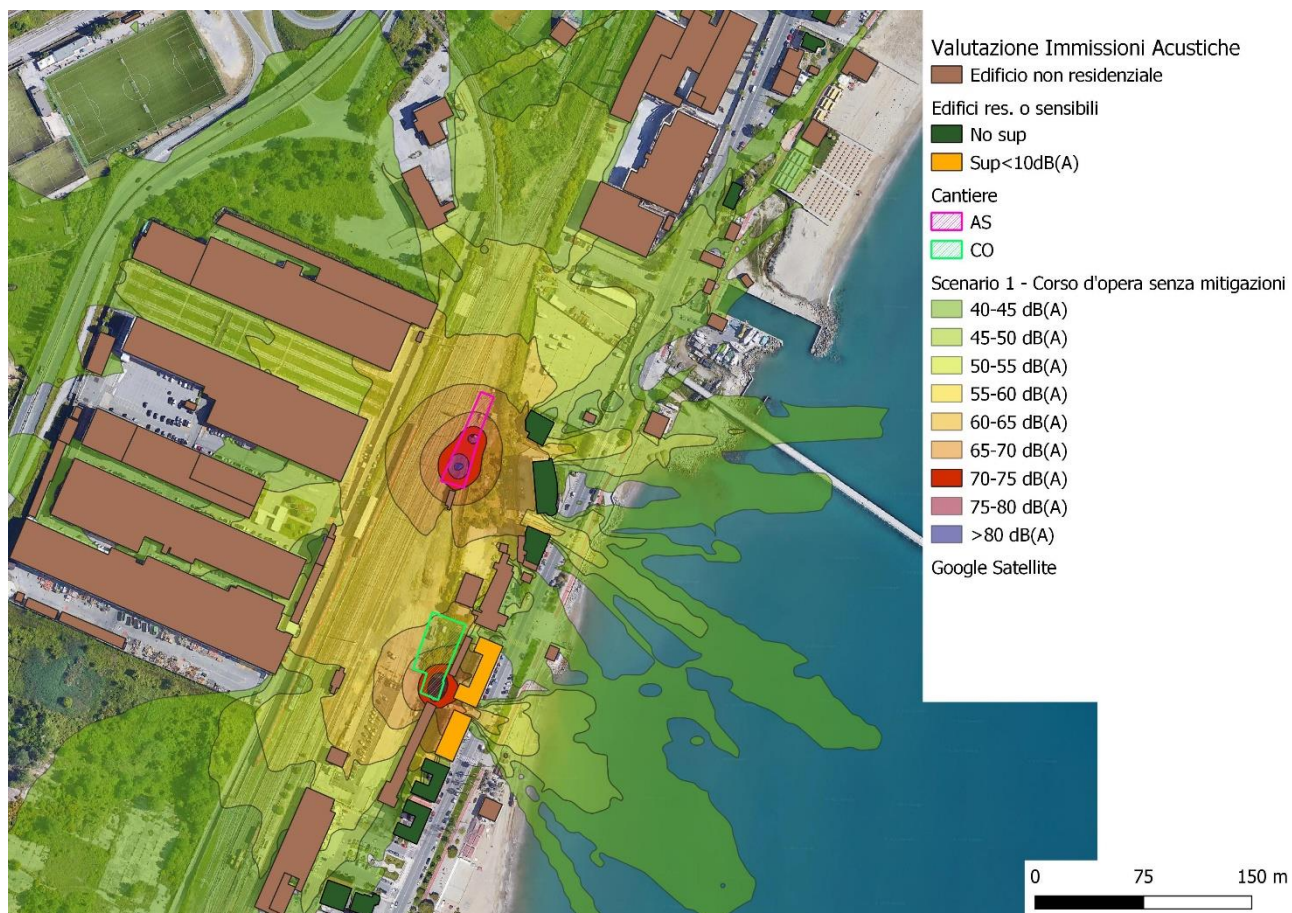 Valutazione Immissioni Acustiche
Edificio non residenziale
Edifici res. o sensibili
No sup
Sup<10dB(A)
Cantiere
AS
CO
Scenario 1 - Corso d'opera senza mitigazioni
40-45 dB(A)
45-50 dB(A)
50-55 dB(A)
55-60 dB(A)
60-65 dB(A)
65-70 dB(A)
70-75 dB(A)
75-80 dB(A)
>80 dB(A)
Google Satellite
0 75 150 m